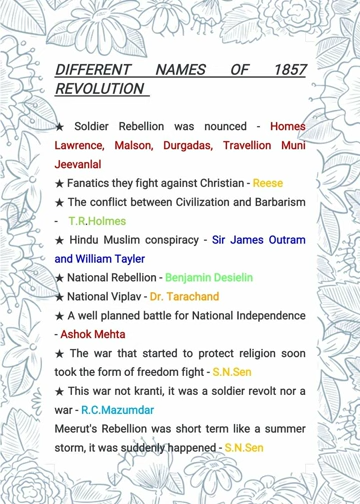 DIFFERENT NAMES OF 1857
REVOLUTION
★ Soldier Rebellion was nounced - Homes
Lawrence, Malson, Durgadas, Travellion Muni
Jeevanlal
★ Fanatics they fight against Christian - Reese
★ The conflict between Civilization and Barbarism
- T.R.Holmes
★ Hindu Muslim conspiracy - Sir James Outram
and William Tayler
★ National Rebellion - Benjamin Desielin
★ National Viplav - Dr. Tarachand
★ A well planned battle for National Independence
- Ashok Mehta
★ The war that started to protect religion soon
took the form of freedom fight - S.N.Sen
★ This war not kranti, it was a soldier revolt nor a
war - R.C.Mazumdar
Meerut's Rebellion was short term like a summer
storm, it was suddenly happened - S.N.Sen